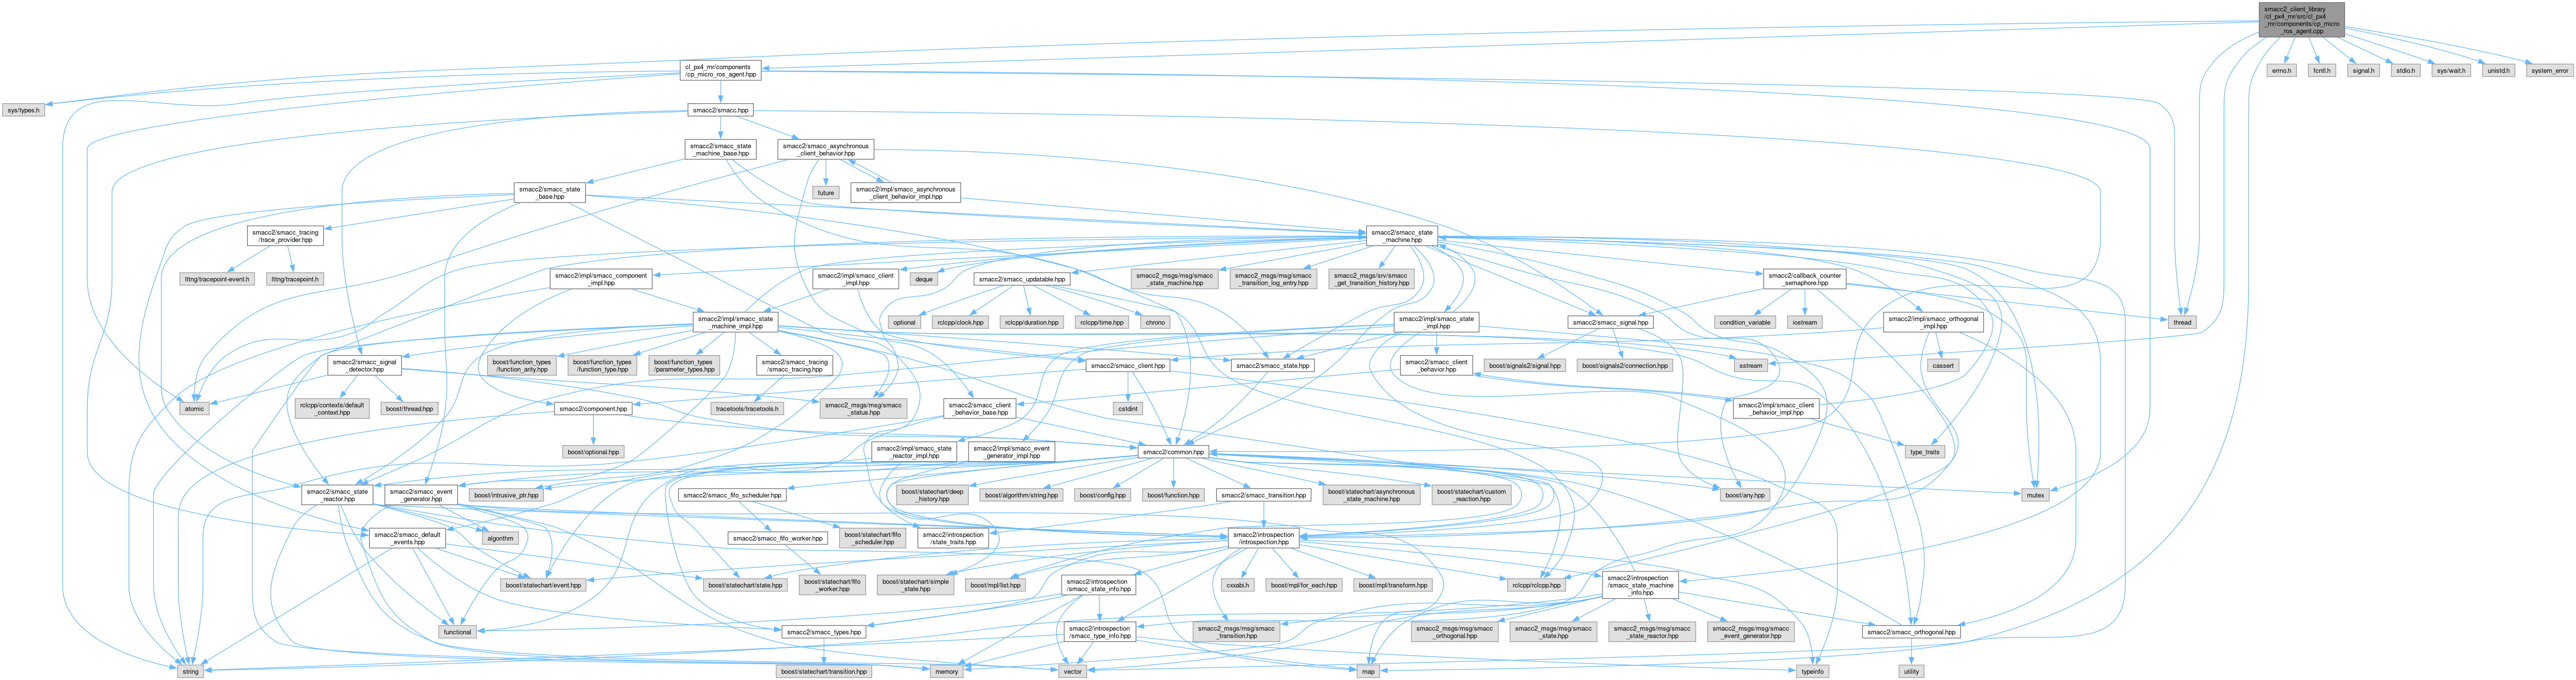 smacc2_client_library
/cl_px4_mr/src/cl_px4
_mr/components/cp_micro
_ros_agent.cpp
cl_px4_mr/components
/cp_micro_ros_agent.hpp
errno.h
fcntl.h
signal.h
stdio.h
sys/wait.h
unistd.h
system_error
sys/types.h
smacc2/smacc.hpp
smacc2/smacc_state
_machine_base.hpp
smacc2/smacc_asynchronous
_client_behavior.hpp
smacc2/smacc_state
_base.hpp
future
smacc2/impl/smacc_asynchronous
_client_behavior_impl.hpp
smacc2/smacc_tracing
/trace_provider.hpp
smacc2/smacc_state
_machine.hpp
lttng/tracepoint-event.h
lttng/tracepoint.h
smacc2/impl/smacc_component
_impl.hpp
smacc2/impl/smacc_client
_impl.hpp
deque
smacc2/smacc_updatable.hpp
smacc2_msgs/msg/smacc
_state_machine.hpp
smacc2_msgs/msg/smacc
_transition_log_entry.hpp
smacc2_msgs/srv/smacc
_get_transition_history.hpp
smacc2/callback_counter
_semaphore.hpp
smacc2/impl/smacc_state
_machine_impl.hpp
optional
rclcpp/clock.hpp
rclcpp/duration.hpp
rclcpp/time.hpp
chrono
smacc2/impl/smacc_state
_impl.hpp
smacc2/smacc_signal.hpp
condition_variable
iostream
smacc2/impl/smacc_orthogonal
_impl.hpp
thread
smacc2/smacc_signal
_detector.hpp
boost/function_types
/function_arity.hpp
boost/function_types
/function_type.hpp
boost/function_types
/parameter_types.hpp
smacc2/smacc_tracing
/smacc_tracing.hpp
smacc2/smacc_client.hpp
smacc2/smacc_state.hpp
smacc2/smacc_client
_behavior.hpp
boost/signals2/signal.hpp
boost/signals2/connection.hpp
sstream
cassert
atomic
rclcpp/contexts/default
_context.hpp
boost/thread.hpp
smacc2/component.hpp
tracetools/tracetools.h
smacc2_msgs/msg/smacc
_status.hpp
smacc2/smacc_client
_behavior_base.hpp
cstdint
smacc2/impl/smacc_client
_behavior_impl.hpp
boost/optional.hpp
smacc2/impl/smacc_state
_reactor_impl.hpp
smacc2/impl/smacc_event
_generator_impl.hpp
smacc2/common.hpp
type_traits
smacc2/smacc_state
_reactor.hpp
smacc2/smacc_event
_generator.hpp
boost/intrusive_ptr.hpp
smacc2/smacc_fifo_scheduler.hpp
boost/statechart/deep
_history.hpp
boost/algorithm/string.hpp
boost/config.hpp
boost/function.hpp
smacc2/smacc_transition.hpp
boost/statechart/asynchronous
_state_machine.hpp
boost/statechart/custom
_reaction.hpp
boost/any.hpp
mutex
smacc2/smacc_default
_events.hpp
algorithm
smacc2/smacc_fifo_worker.hpp
boost/statechart/fifo
_scheduler.hpp
smacc2/introspection
/state_traits.hpp
smacc2/introspection
/introspection.hpp
boost/statechart/event.hpp
boost/statechart/state.hpp
boost/statechart/fifo
_worker.hpp
boost/statechart/simple
_state.hpp
boost/mpl/list.hpp
smacc2/introspection
/smacc_state_info.hpp
cxxabi.h
boost/mpl/for_each.hpp
boost/mpl/transform.hpp
rclcpp/rclcpp.hpp
smacc2/introspection
/smacc_state_machine
_info.hpp
functional
smacc2/smacc_types.hpp
smacc2/introspection
/smacc_type_info.hpp
smacc2_msgs/msg/smacc
_transition.hpp
smacc2_msgs/msg/smacc
_orthogonal.hpp
smacc2_msgs/msg/smacc
_state.hpp
smacc2_msgs/msg/smacc
_state_reactor.hpp
smacc2_msgs/msg/smacc
_event_generator.hpp
smacc2/smacc_orthogonal.hpp
string
boost/statechart/transition.hpp
memory
vector
map
typeinfo
utility